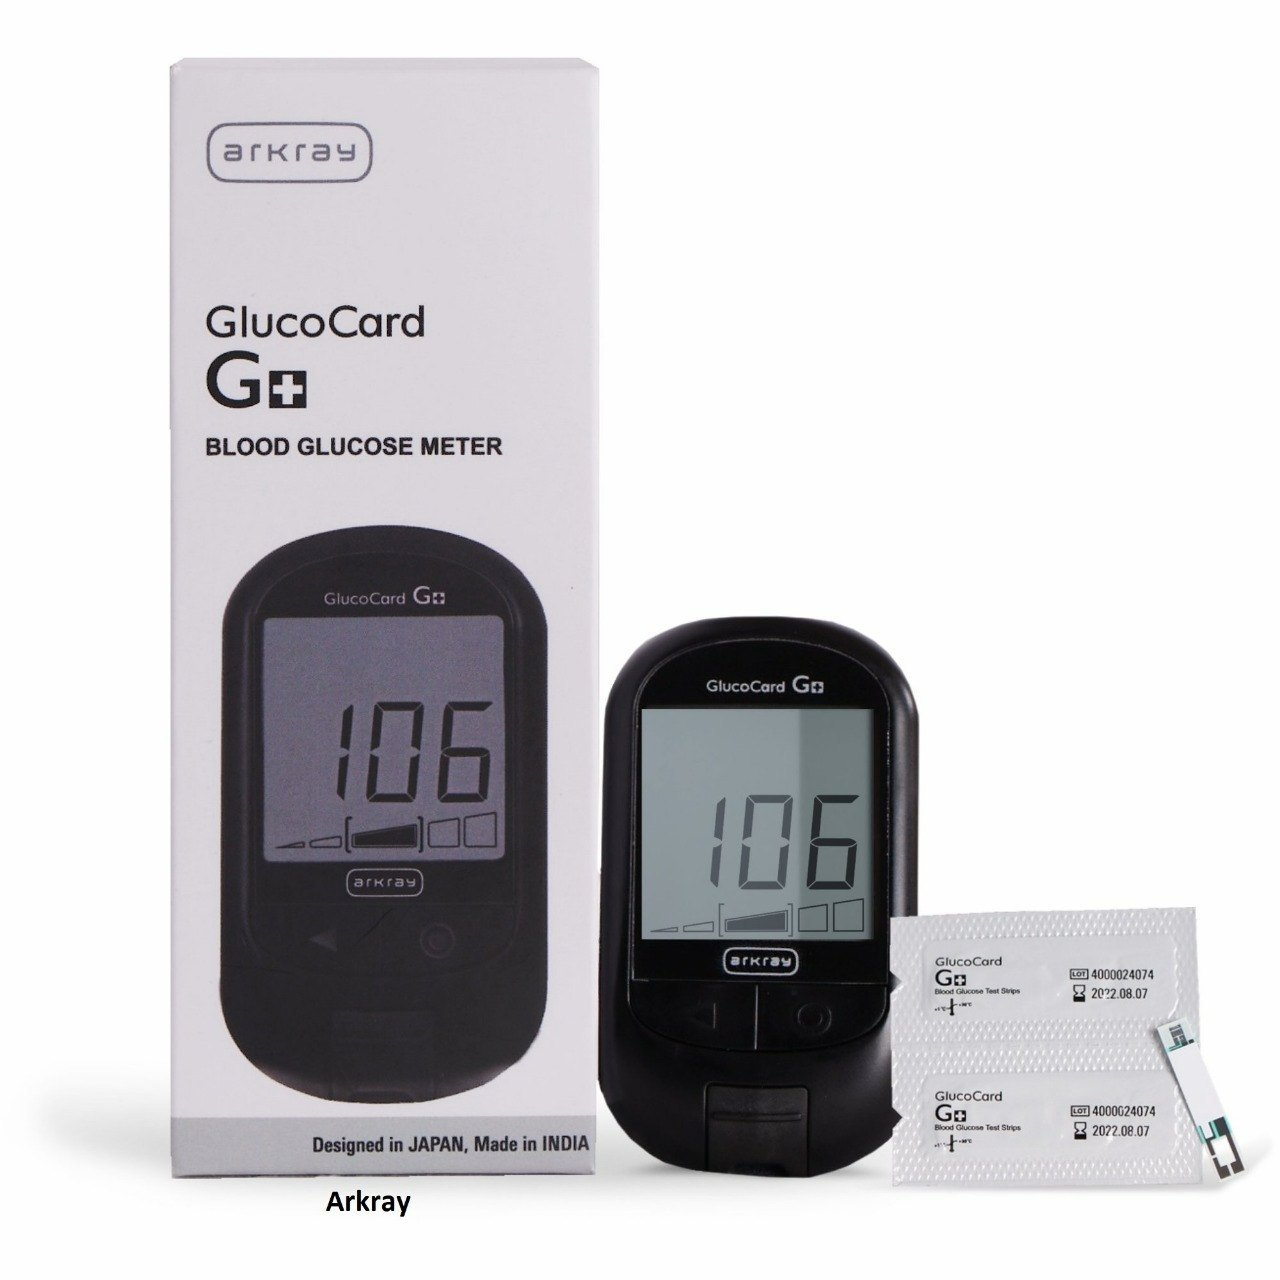 arkray
GlucoCard
G+
BLOOD GLUCOSE METER
GlucoCard G+
106
arkray
Designed in JAPAN, Made in INDIA
Arkray
GlucoCard G+
106
arkray
GlucoCard
G+
Blood Glucose Test Strips
LOT 4000024074
2022.08.07
GlucoCard
G+
Blood Glucose Test Strips
LOT 4000024074
2022.08.07